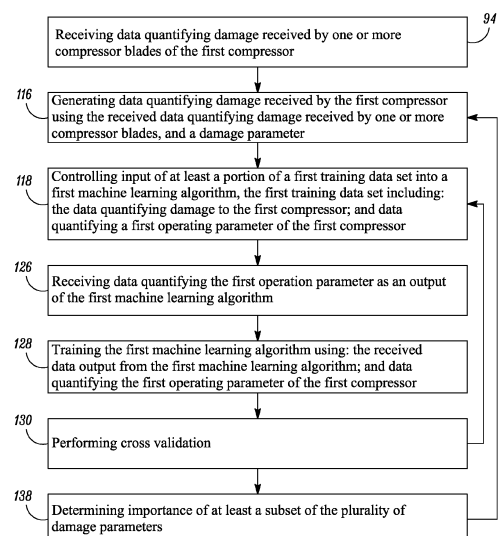 94
Receiving data quantifying damage received by one or more
compressor blades of the first compressor
116
Generating data quantifying damage received by the first compressor
using the received data quantifying damage received by one or more
compressor blades, and a damage parameter
118
Controlling input of at least a portion of a first training data set into a
first machine learning algorithm, the first training data set including:
the data quantifying damage to the first compressor; and data
quantifying a first operating parameter of the first compressor
126
Receiving data quantifying the first operation parameter as an output
of the first machine learning algorithm
128
Training the first machine learning algorithm using: the received
data output from the first machine learning algorithm; and data
quantifying the first operating parameter of the first compressor
130
Performing cross validation
138
Determining importance of at least a subset of the plurality of
damage parameters